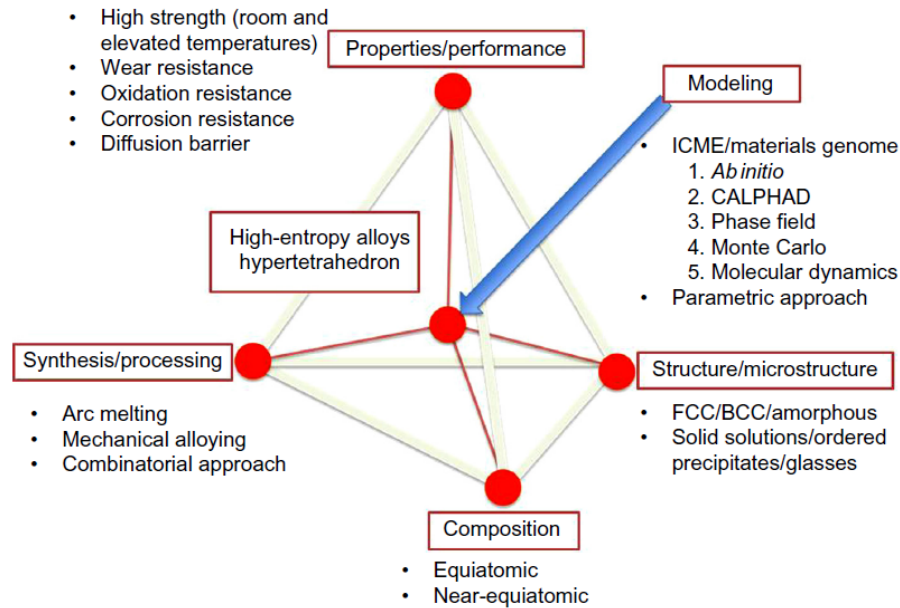 • High strength (room and
elevated temperatures)
• Wear resistance
• Oxidation resistance
• Corrosion resistance
• Diffusion barrier
Properties/performance
Modeling
• ICME/materials genome
1. Ab initio
2. CALPHAD
3. Phase field
4. Monte Carlo
5. Molecular dynamics
• Parametric approach
High-entropy alloys
hypertetrahedron
Synthesis/processing
• Arc melting
• Mechanical alloying
• Combinatorial approach
Structure/microstructure
• FCC/BCC/amorphous
• Solid solutions/ordered
precipitates/glasses
Composition
• Equiatomic
• Near-equiatomic